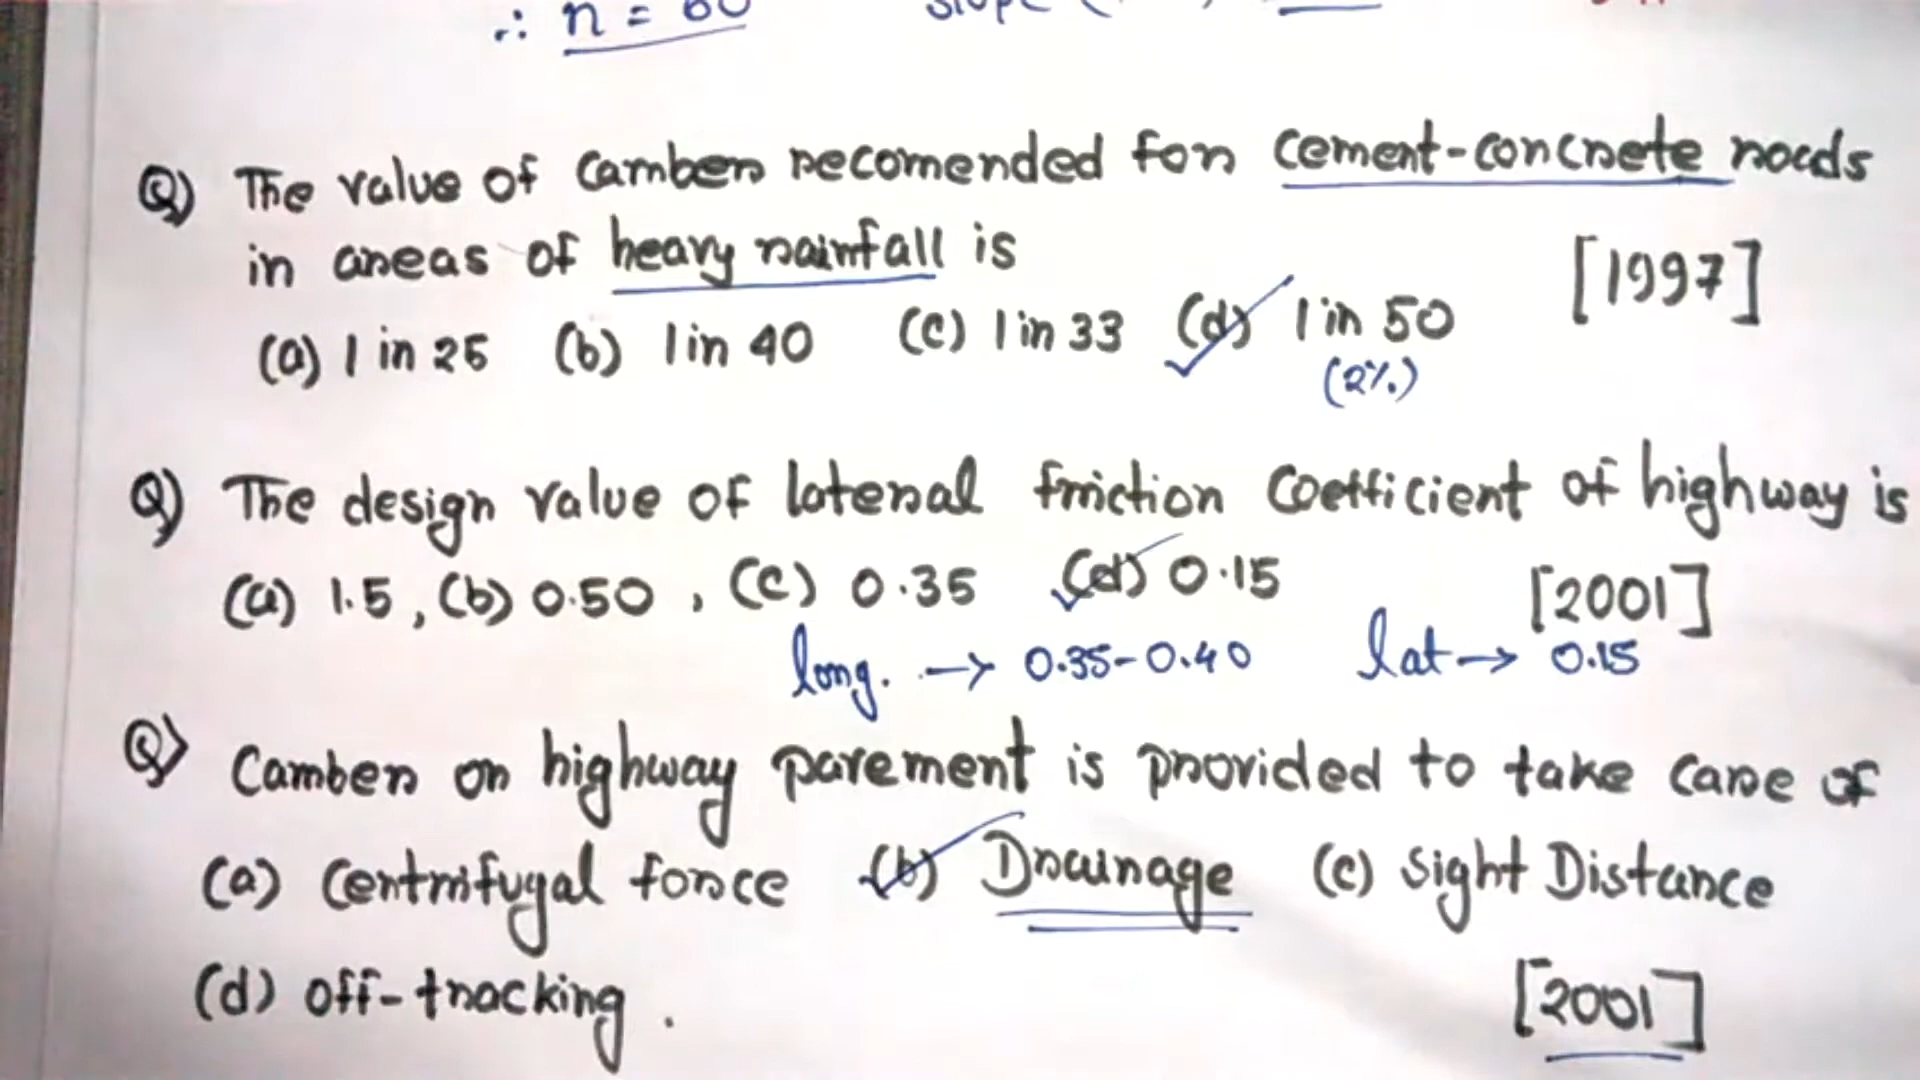 ∴ n = 60 slope
Q) The value of camber recomended for cement-concrete roads
in areas of heavy rainfall is [1997]
(a) 1 in 25 (b) 1 in 40 (c) 1 in 33 (d) 1 in 50
(2%)
Q) The design value of lateral friction coefficient of highway is
(a) 1.5, (b) 0.50, (c) 0.35 (d) 0.15 [2001]
long. → 0.35-0.40 lat → 0.15
Q) Camber on highway pavement is provided to take care of
(a) Centrifugal force (b) Drainage (c) Sight Distance
(d) off-tracking. [2001]